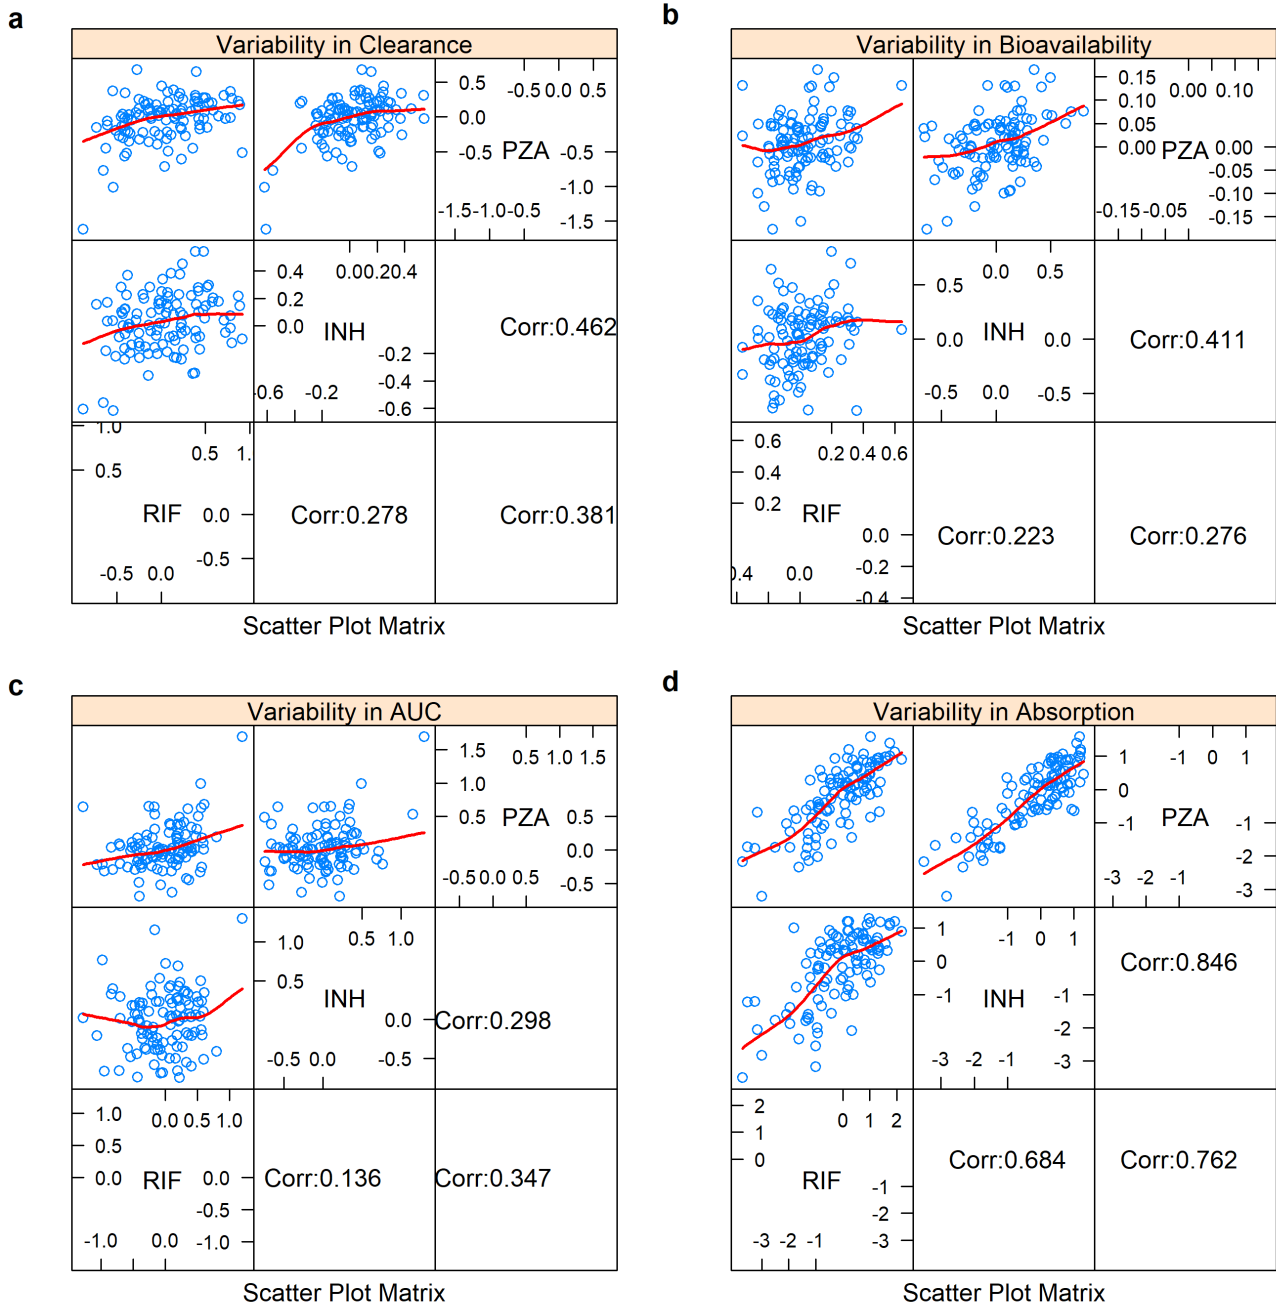 a
Variability in Clearance
0.5
0.0
-0.5
-0.5 0.0 0.5
PZA
-0.5
-1.0
-1.5
-1.5-1.0-0.5
0.4
0.2
0.0
0.00.20.4
INH
-0.2
-0.4
-0.6
-0.6 -0.2
Corr:0.462
1.0
0.5
0.5 1.
RIF
0.0
-0.5
-0.5 0.0
Corr:0.278
Corr:0.381
Scatter Plot Matrix
b
Variability in Bioavailability
0.15
0.10
0.05
0.00
0.00 0.10
PZA
0.00
-0.05
-0.10
-0.15
-0.15 -0.05
0.5
0.0
0.0 0.5
INH
0.0
-0.5
-0.5 0.0
Corr:0.411
0.6
0.4
0.2
0.2 0.4 0.6
RIF
0.0
-0.2
-0.4
0.4 0.0
Corr:0.223
Corr:0.276
Scatter Plot Matrix
c
Variability in AUC
1.5
1.0
0.5
0.5 1.0 1.5
PZA
0.5
0.0
-0.5
-0.5 0.0 0.5
1.0
0.5
0.5 1.0
INH
0.0
-0.5
-0.5 0.0
Corr:0.298
1.0
0.5
0.0
0.0 0.5 1.0
RIF
0.0
-0.5
-1.0
-1.0 0.0
Corr:0.136
Corr:0.347
Scatter Plot Matrix
d
Variability in Absorption
1
0
-1
-1 0 1
PZA
-1
-2
-3
-3 -2 -1
1
0
-1
-1 0 1
INH
-1
-2
-3
-3 -2 -1
Corr:0.846
2
1
0
0 1 2
RIF
-1
-2
-3
-3 -2 -1
Corr:0.684
Corr:0.762
Scatter Plot Matrix